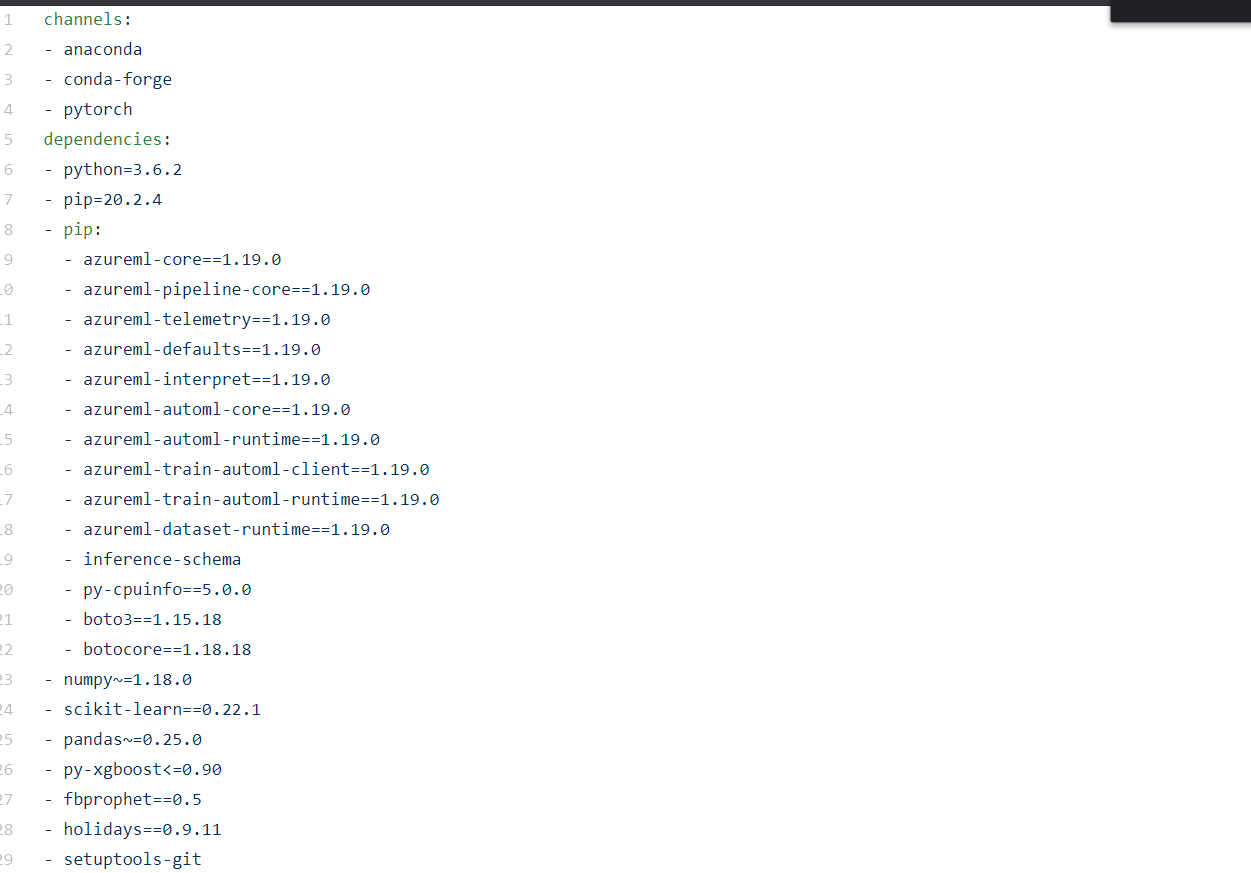 1 channels:
2 - anaconda
3 - conda-forge
4 - pytorch
5 dependencies:
6 - python=3.6.2
7 - pip=20.2.4
8 - pip:
9 - azureml-core==1.19.0
10 - azureml-pipeline-core==1.19.0
11 - azureml-telemetry==1.19.0
12 - azureml-defaults==1.19.0
13 - azureml-interpret==1.19.0
14 - azureml-automl-core==1.19.0
15 - azureml-automl-runtime==1.19.0
16 - azureml-train-automl-client==1.19.0
17 - azureml-train-automl-runtime==1.19.0
18 - azureml-dataset-runtime==1.19.0
19 - inference-schema
20 - py-cpuinfo==5.0.0
21 - boto3==1.15.18
22 - botocore==1.18.18
23 - numpy~=1.18.0
24 - scikit-learn==0.22.1
25 - pandas~=0.25.0
26 - py-xgboost<=0.90
27 - fbprophet==0.5
28 - holidays==0.9.11
29 - setuptools-git